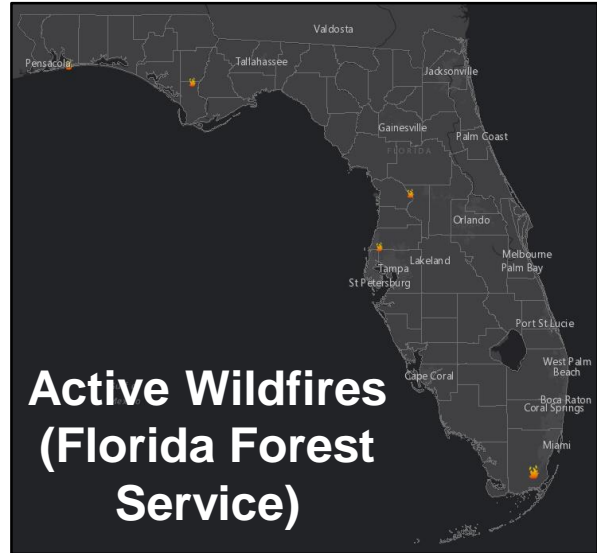 Valdosta
Pensacola
Tallahassee
Jacksonville
Gainesville
Palm Coast
FLORIDA
Orlando
Melbourne
Lakeland
Palm Bay
Tampa
St Petersburg
Port St Lucie
West Palm
Beach
Cape Coral
Boca Raton
Coral Springs
Miami
Active Wildfires
(Florida Forest
Service)